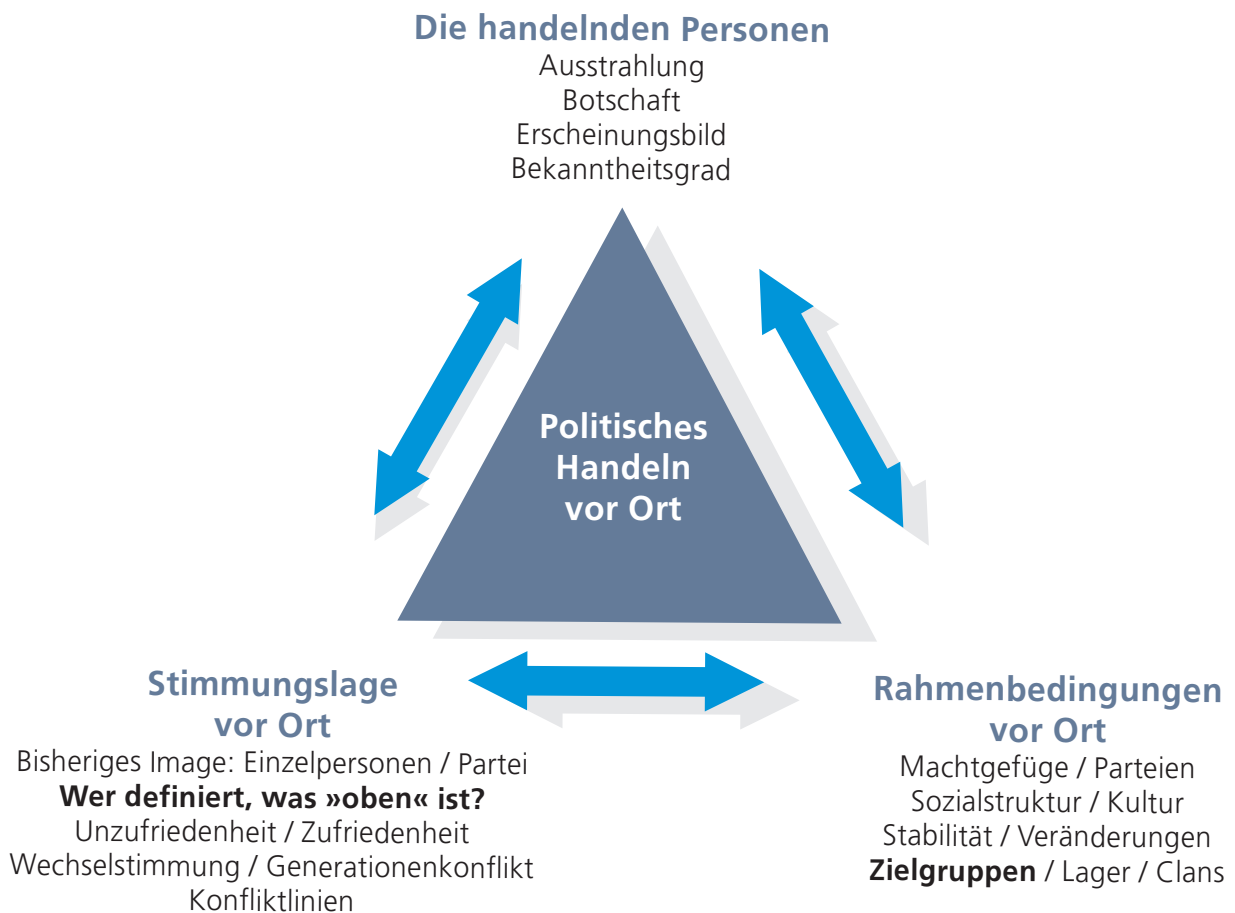 Die handelnden Personen
Ausstrahlung
Botschaft
Erscheinungsbild
Bekanntheitsgrad
Politisches
Handeln
vor Ort
Stimmungslage
vor Ort
Bisheriges Image: Einzelpersonen / Partei
Wer definiert, was »oben« ist?
Unzufriedenheit / Zufriedenheit
Wechselstimmung / Generationenkonflikt
Konfliktlinien
Rahmenbedingungen
vor Ort
Machtgefüge / Parteien
Sozialstruktur / Kultur
Stabilität / Veränderungen
Zielgruppen / Lager / Clans